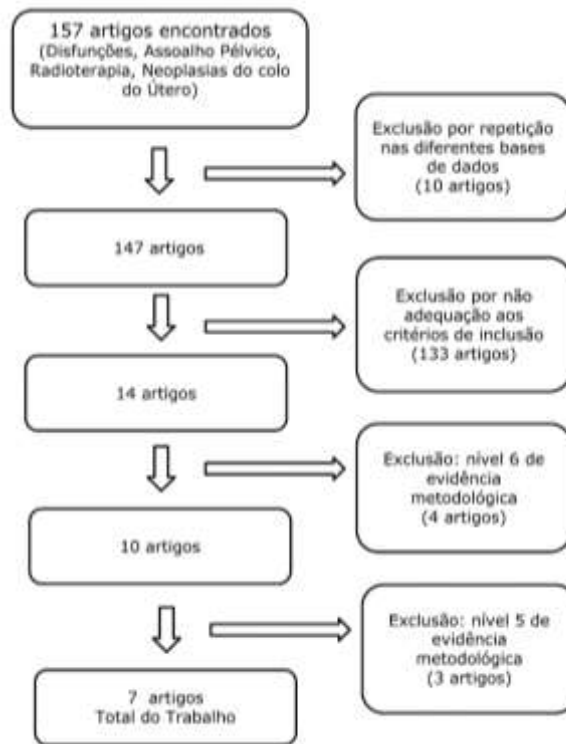 157 artigos encontrados
(Disfunções, Assoalho Pélvico,
Radioterapia, Neoplasias do colo
do Útero)
Exclusão por repetição
nas diferentes bases
de dados
(10 artigos)
147 artigos
Exclusão por não
adequação aos
critérios de inclusão
(133 artigos)
14 artigos
Exclusão: nível 6 de
evidência
metodológica
(4 artigos)
10 artigos
Exclusão: nível 5 de
evidência
metodológica
(3 artigos)
7 artigos
Total do Trabalho